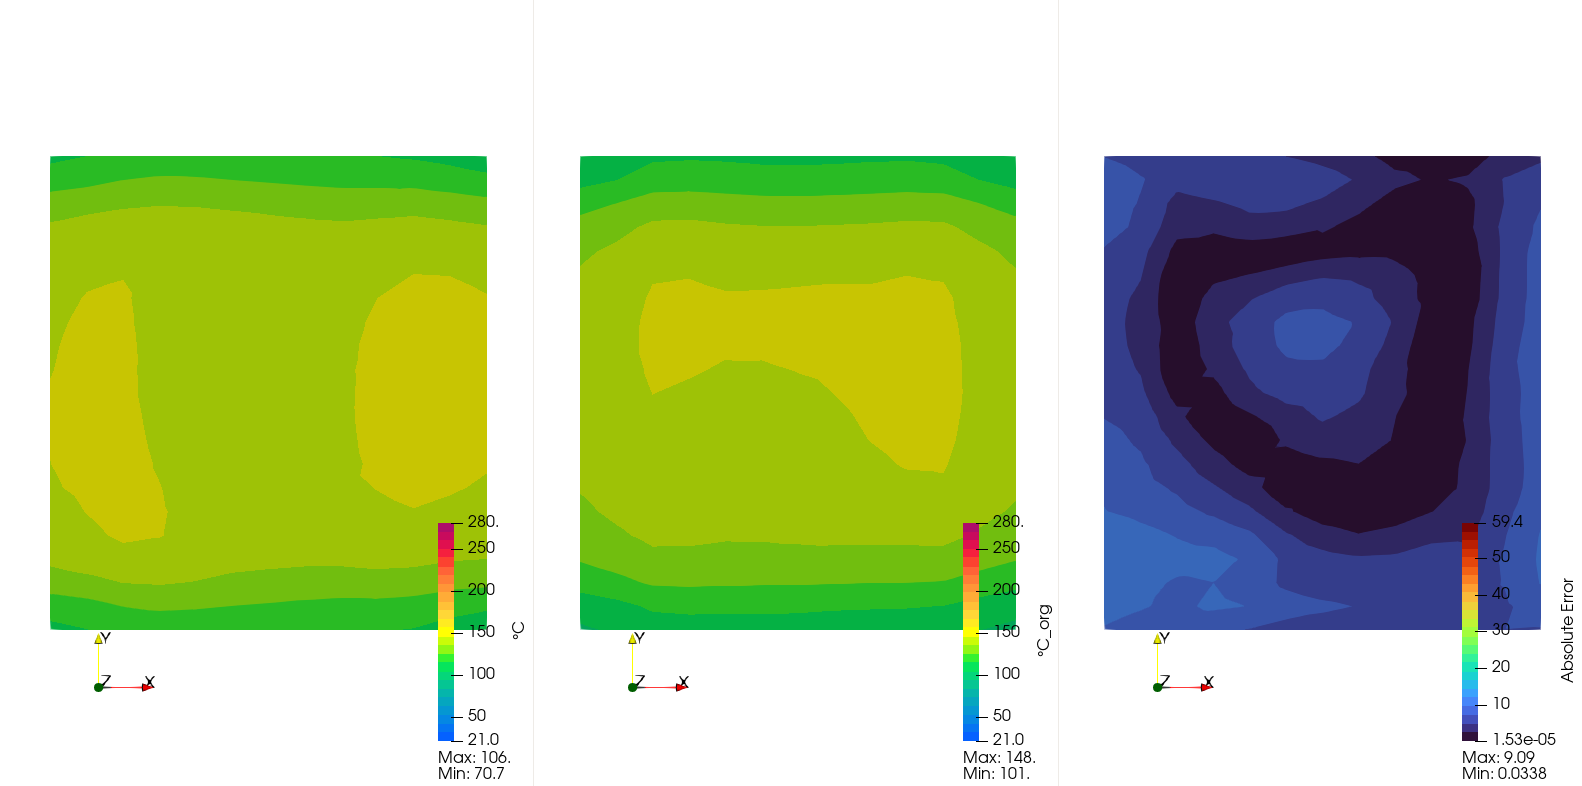 280.
250
200
150
100
50
21.0
°C
Max: 106.
Min: 70.7
Y
Z
X
280.
250
200
150
100
50
21.0
°C_org
Max: 148.
Min: 101.
Y
Z
X
59.4
50
40
30
20
10
1.53e-05
Absolute Error
Max: 9.09
Min: 0.0338
Y
Z
X